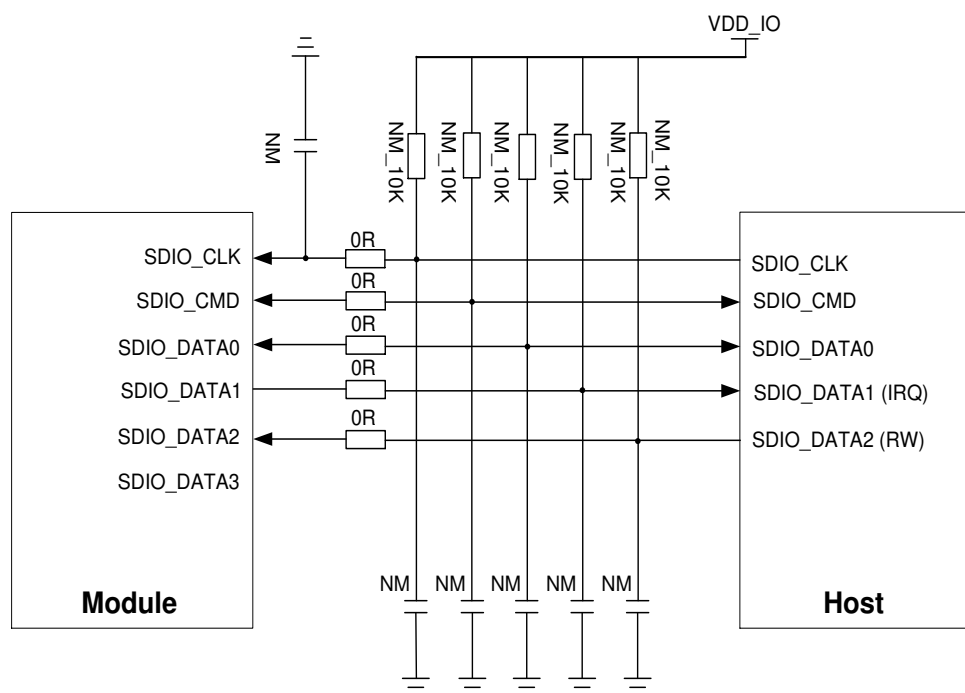 VDD_IO
NM
NM_10K
NM_10K
NM_10K
NM_10K
NM_10K
SDIO_CLK
0R
SDIO_CLK
SDIO_CMD
0R
SDIO_CMD
SDIO_DATA0
0R
SDIO_DATA0
SDIO_DATA1
0R
SDIO_DATA1 (IRQ)
SDIO_DATA2
0R
SDIO_DATA2 (RW)
SDIO_DATA3
NM
NM
NM
NM
NM
Module
Host